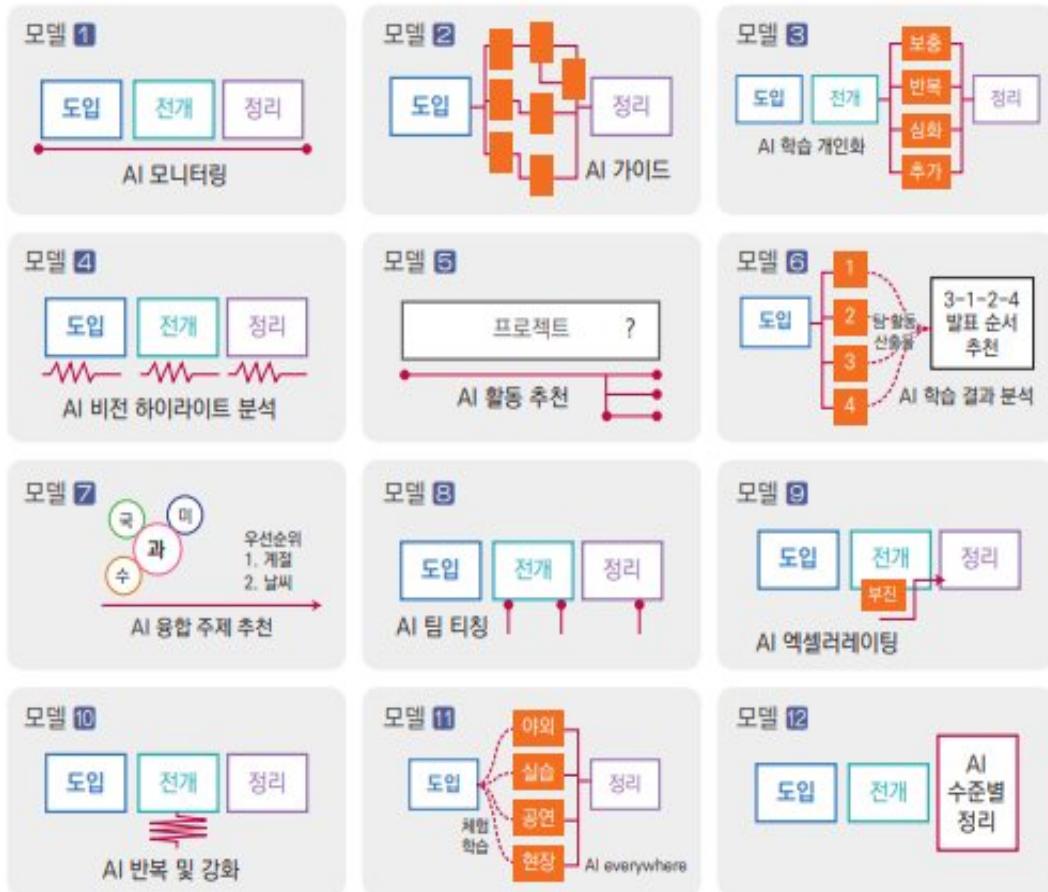 모델 1
도입 전개 정리
AI 모니터링
모델 2
도입 정리
AI 가이드
모델 3
도입 전개
보충
반복
심화
추가
정리
AI 학습 개인화
모델 4
도입 전개 정리
AI 비전 하이라이트 분석
모델 5
프로젝트 ?
AI 활동 추천
모델 6
도입
1
2
3
4
탐 활동
산출물
3-1-2-4
발표 순서
추천
AI 학습 결과 분석
모델 7
국
미
과
수
우선순위
1. 계절
2. 날씨
AI 융합 주제 추천
모델 8
도입 전개 정리
AI 팀 티칭
모델 9
도입 전개 정리
부진
AI 엑셀러레이팅
모델 10
도입 전개 정리
AI 반복 및 강화
모델 11
도입
체험
학습
야외
실습
공연
현장
정리
AI everywhere
모델 12
도입 전개
AI
수준별
정리